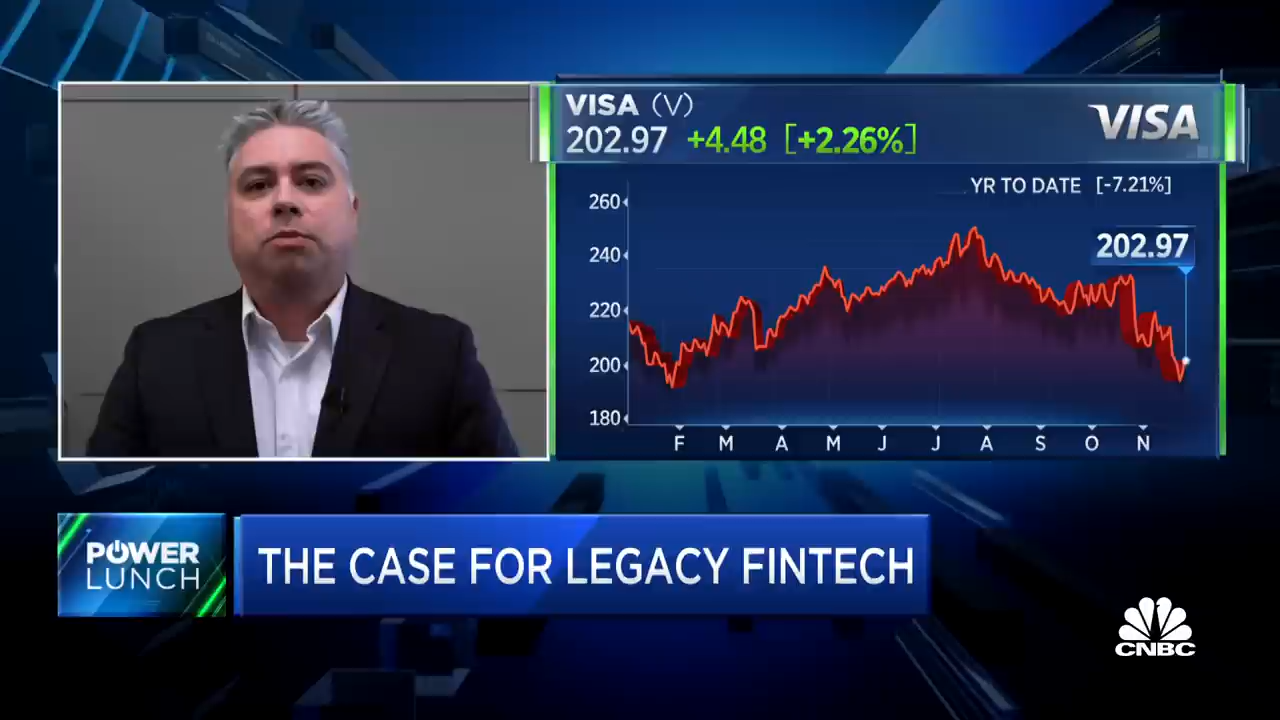 VISA (V)
202.97 +4.48 [+2.26%]
VISA
YR TO DATE [-7.21%]
260
240
220
200
180
202.97
F M A M J J A S O N
POWER
LUNCH
THE CASE FOR LEGACY FINTECH
CNBC